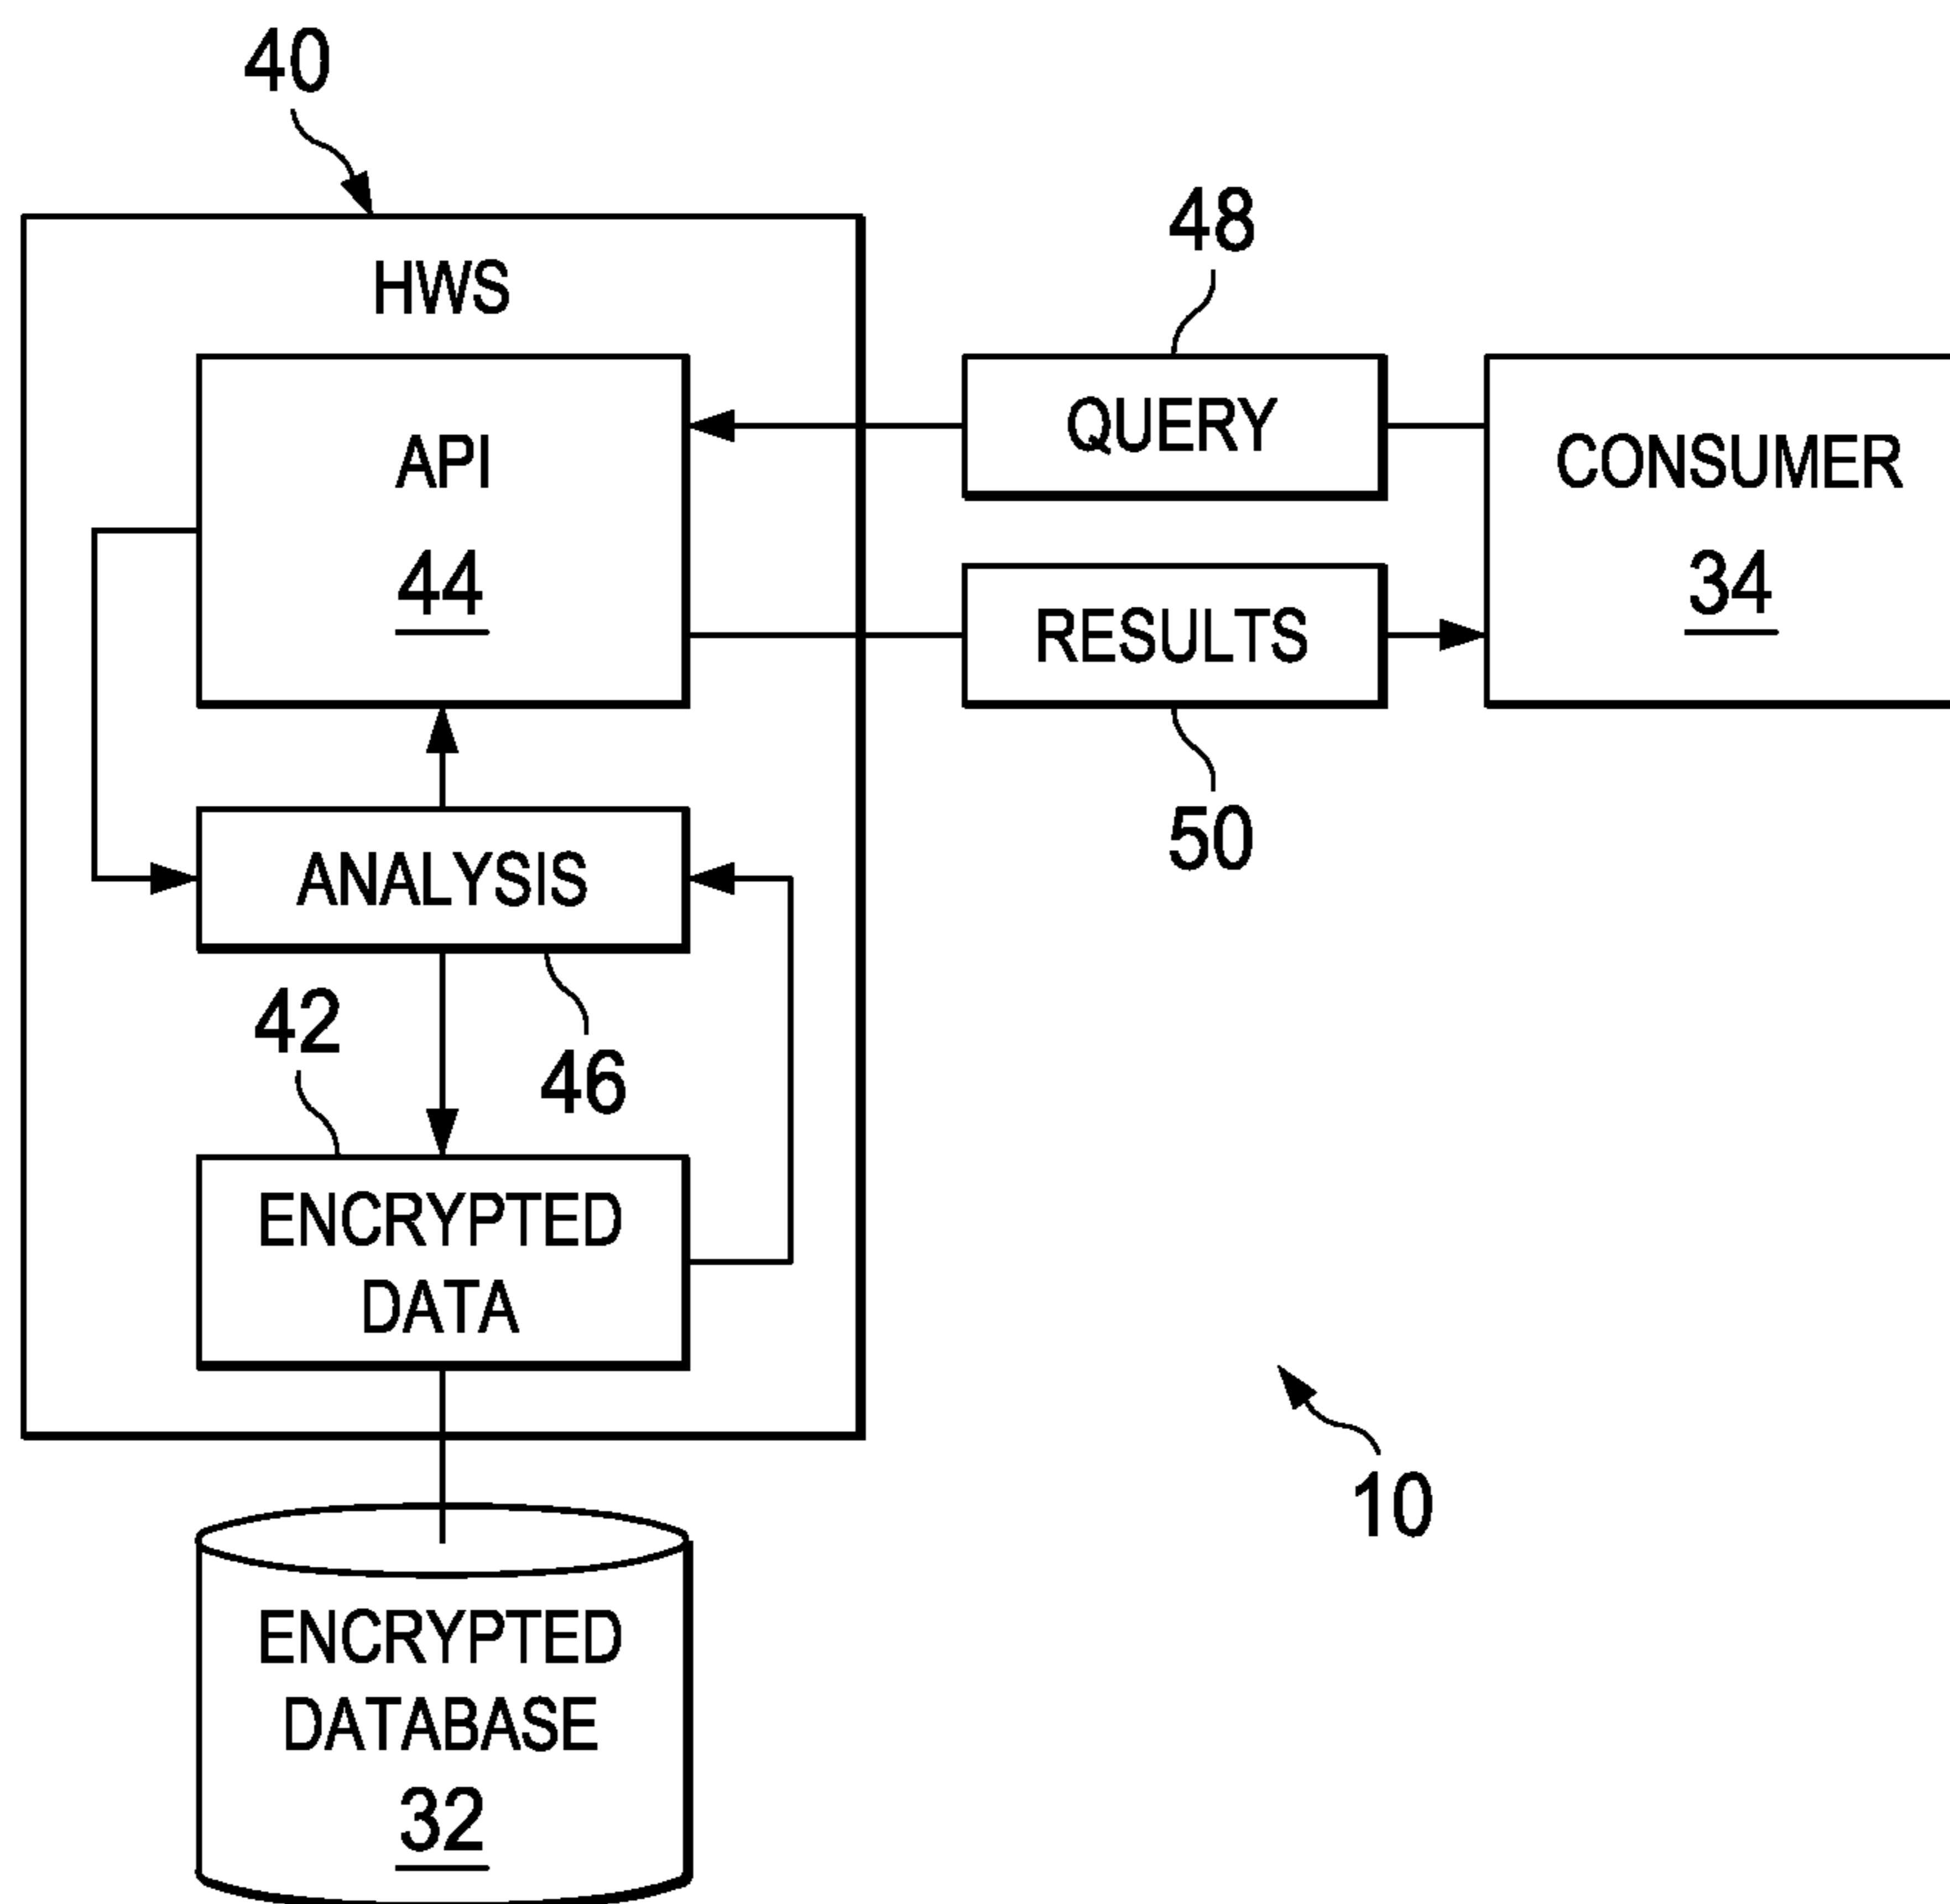 40
HWS
48
API
44
QUERY
CONSUMER
34
RESULTS
50
ANALYSIS
46
42
ENCRYPTED
DATA
10
ENCRYPTED
DATABASE
32